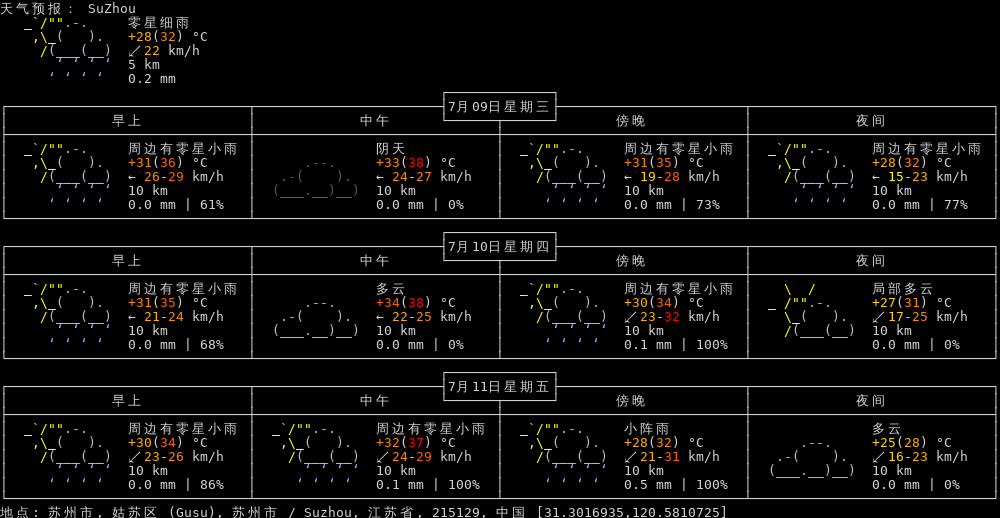 天气预报: SuZhou
零星细雨
+28(32) °C
↙ 22 km/h
5 km
0.2 mm
7月09日星期三
早上 中午 傍晚 夜间
周边有零星小雨 阴天 周边有零星小雨 周边有零星小雨
+31(36) °C +33(38) °C +31(35) °C +28(32) °C
← 26-29 km/h ← 24-27 km/h ← 19-28 km/h ← 15-23 km/h
10 km 10 km 10 km 10 km
0.0 mm | 61% 0.0 mm | 0% 0.0 mm | 73% 0.0 mm | 77%
7月10日星期四
早上 中午 傍晚 夜间
周边有零星小雨 多云 周边有零星小雨 局部多云
+31(35) °C +34(38) °C +30(34) °C +27(31) °C
← 21-24 km/h ← 22-25 km/h ↙ 23-32 km/h ↙ 17-25 km/h
10 km 10 km 10 km 10 km
0.0 mm | 68% 0.0 mm | 0% 0.1 mm | 100% 0.0 mm | 0%
7月11日星期五
早上 中午 傍晚 夜间
周边有零星小雨 周边有零星小雨 小阵雨 多云
+30(34) °C +32(37) °C +28(32) °C +25(28) °C
↙ 23-26 km/h ↙ 24-29 km/h ↙ 21-31 km/h ↙ 16-23 km/h
10 km 10 km 10 km 10 km
0.0 mm | 86% 0.1 mm | 100% 0.5 mm | 100% 0.0 mm | 0%
地点: 苏州市, 姑苏区 (Gusu), 苏州市 / Suzhou, 江苏省, 215129, 中国 [31.3016935,120.5810725]